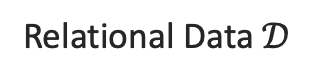 Relational Data 𝒟